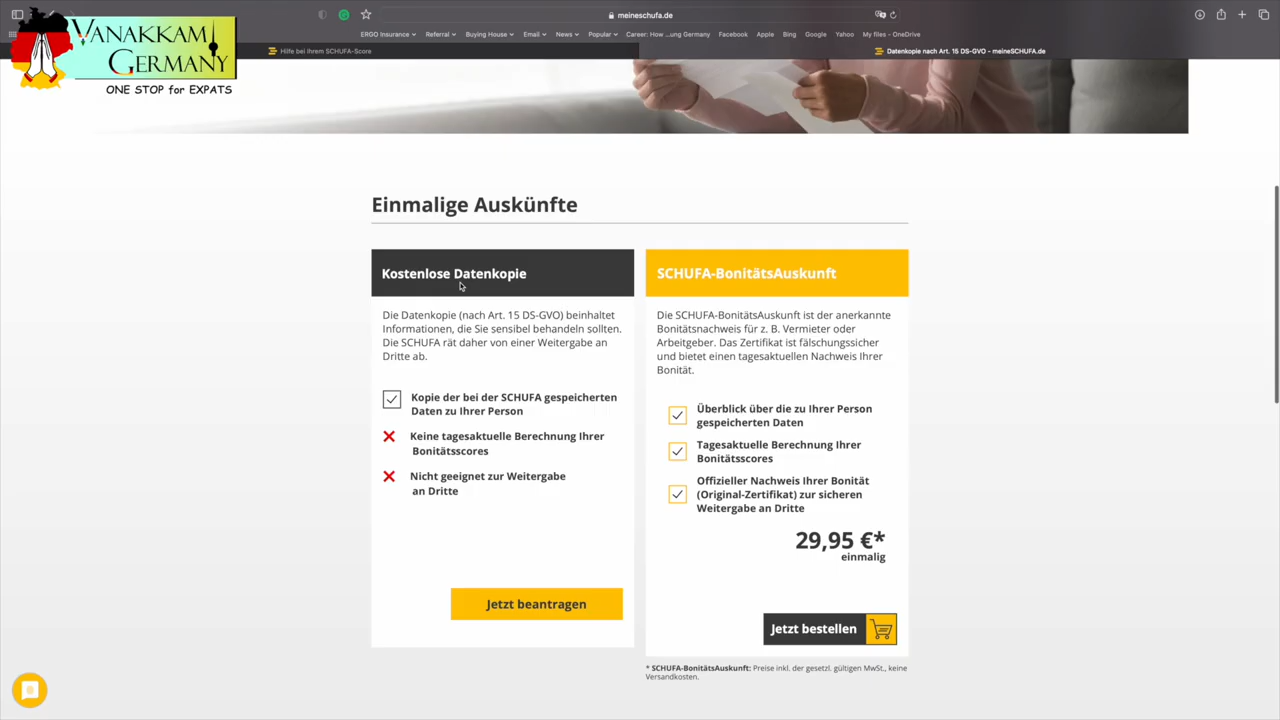 VANAKKAM
GERMANY
ONE STOP for EXPATS
meineschufa.de
ERGO Insurance
Referral
Buying House
Email
News
Popular
Career: How ...ung Germany
Facebook
Apple
Bing
Google
Yahoo
My files - OneDrive
Hilfe bei Ihrem SCHUFA-Score
Datenkopie nach Art. 15 DS-GVO – meineSCHUFA.de
Einmalige Auskünfte
Kostenlose Datenkopie
Die Datenkopie (nach Art. 15 DS-GVO) beinhaltet
Informationen, die Sie sensibel behandeln sollten.
Die SCHUFA rät daher von einer Weitergabe an
Dritte ab.
Kopie der bei der SCHUFA gespeicherten
Daten zu Ihrer Person
Keine tagesaktuelle Berechnung Ihrer
Bonitätsscores
Nicht geeignet zur Weitergabe
an Dritte
Jetzt beantragen
SCHUFA-BonitätsAuskunft
Die SCHUFA-BonitätsAuskunft ist der anerkannte
Bonitätsnachweis für z. B. Vermieter oder
Arbeitgeber. Das Zertifikat ist fälschungssicher
und bietet einen tagesaktuellen Nachweis Ihrer
Bonität.
Überblick über die zu Ihrer Person
gespeicherten Daten
Tagesaktuelle Berechnung Ihrer
Bonitätsscores
Offizieller Nachweis Ihrer Bonität
(Original-Zertifikat) zur sicheren
Weitergabe an Dritte
29,95 €*
einmalig
Jetzt bestellen
* SCHUFA-BonitätsAuskunft: Preise inkl. der gesetzl. gültigen MwSt., keine
Versandkosten.